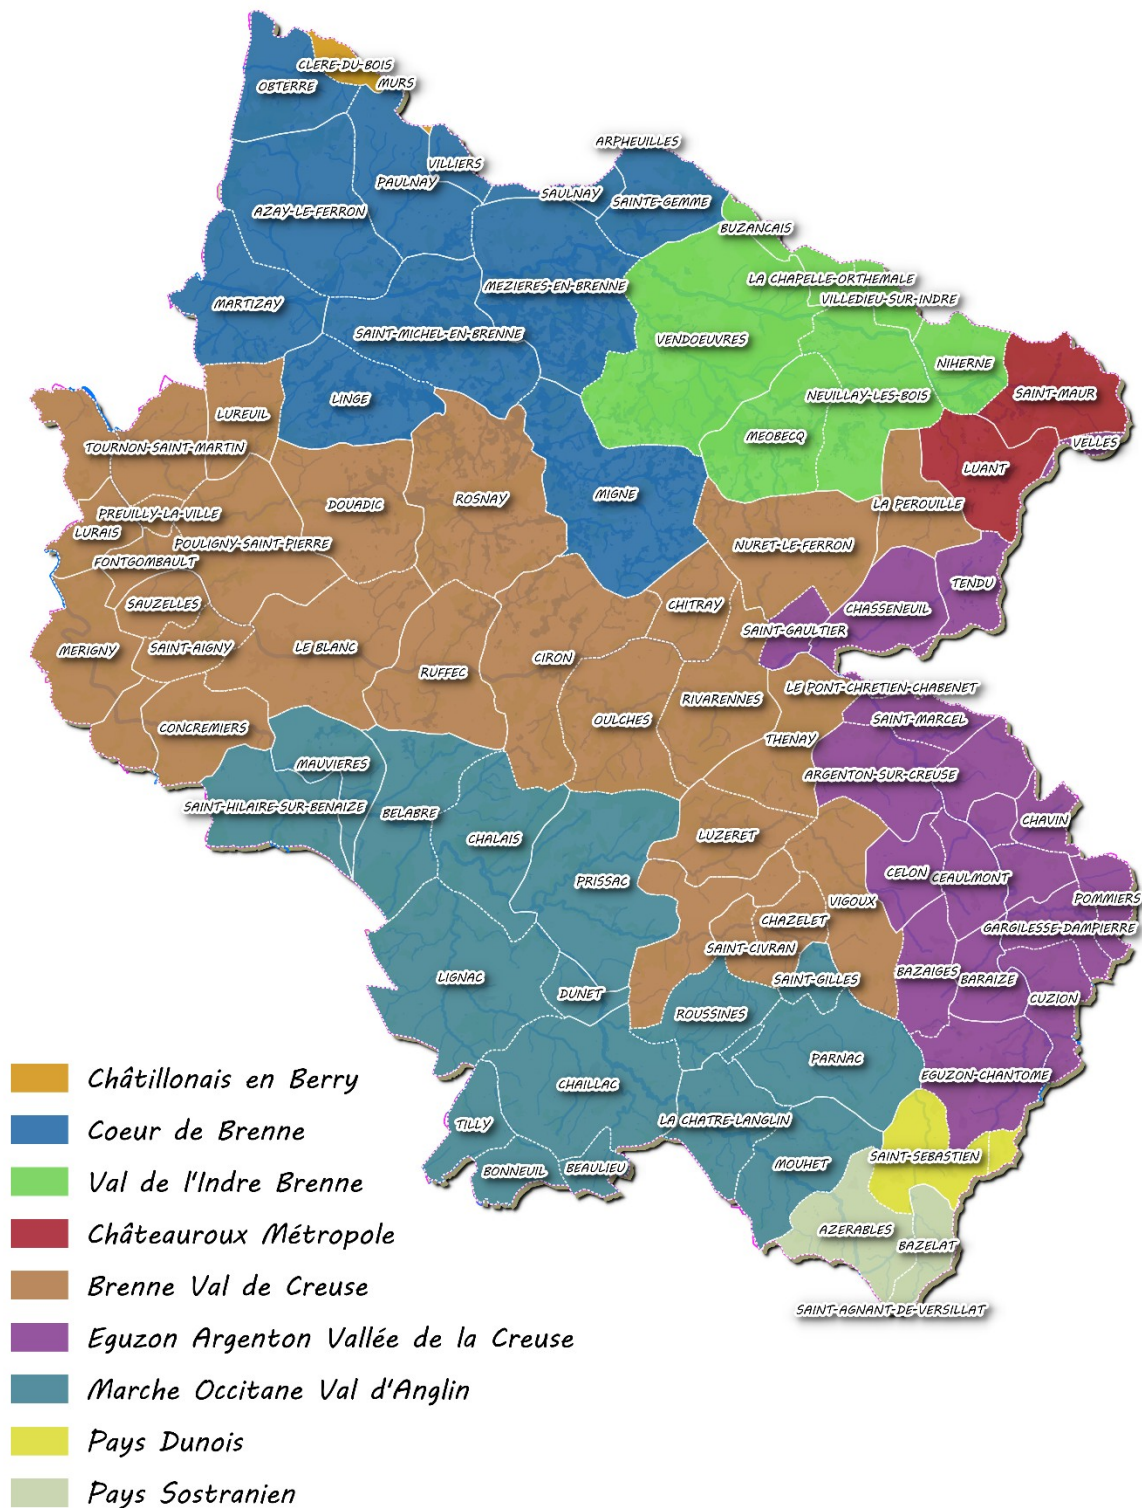 CLERE-DU-BOIS
MURS
OBTERRE
ARPHEUILLES
VILLIERS
PAULNAY
SAULNAY
SAINTE-GEMME
AZAY-LE-FERRON
BUZANCAIS
LA CHAPELLE-ORTHEMALE
MEZIERES-EN-BRENNE
VILLEDIEU-SUR-INDRE
MARTIZAY
SAINT-MICHEL-EN-BRENNE
VENDOEUVRES
NIHERNE
SAINT-MAUR
LINGE
NEUILLAY-LES-BOIS
LUREUIL
MEOBECQ
VELLES
TOURNON-SAINT-MARTIN
LUANT
MIGNE
ROSNAY
DOUADIC
LA PEROUILLE
PREUILLY-LA-VILLE
LURAIS
POULIGNY-SAINT-PIERRE
NURET-LE-FERRON
FONTGOMBAULT
TENDU
SAUZELLES
CHITRAY
CHASSENEUIL
SAINT-GAULTIER
MERIGNY
SAINT-AIGNY
LE BLANC
CIRON
RUFFEC
LE PONT-CHRETIEN-CHABENET
RIVARENNES
OULCHES
SAINT-MARCEL
CONCREMIERS
THENAY
MAUVIERES
ARGENTON-SUR-CREUSE
SAINT-HILAIRE-SUR-BENAIZE
BELABRE
CHAVIN
CHALAIS
LUZERET
CELON
CEAULMONT
PRISSAC
POMMIERS
VIGOUX
CHAZELET
GARGILESSE-DAMPIERRE
SAINT-CIVRAN
LIGNAC
BAZAIGES
BARAIZE
SAINT-GILLES
DUNET
CUZION
ROUSSINES
PARNAC
EGUZON-CHANTOME
CHAILLAC
LA CHATRE-LANGLIN
TILLY
SAINT-SEBASTIEN
MOUHET
BONNEUIL
BEAULIEU
AZERABLES
BAZELAT
SAINT-AGNANT-DE-VERSILLAT
Châtillonais en Berry
Coeur de Brenne
Val de l'Indre Brenne
Châteauroux Métropole
Brenne Val de Creuse
Eguzon Argenton Vallée de la Creuse
Marche Occitane Val d'Anglin
Pays Dunois
Pays Sostranien